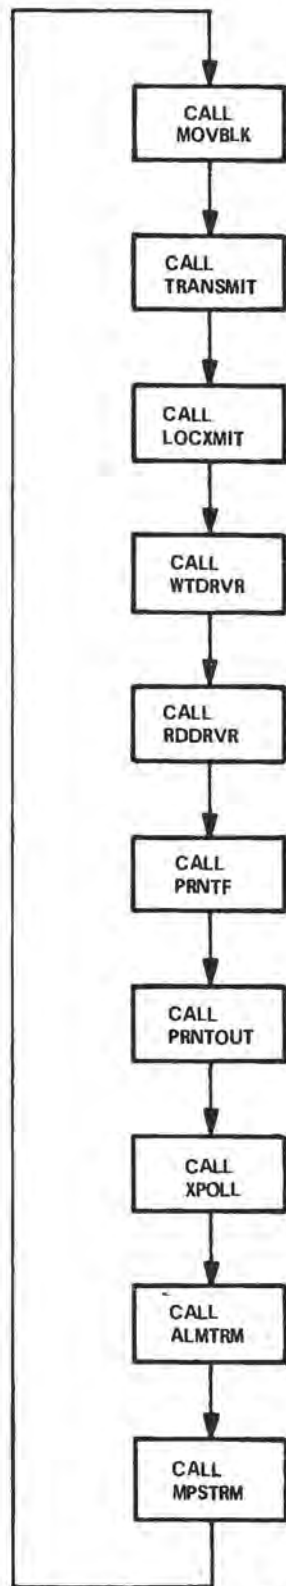 CALL
MOVBLK
CALL
TRANSMIT
CALL
LOCXMIT
CALL
WTDRVR
CALL
RDDRVR
CALL
PRNTF
CALL
PRNTOUT
CALL
XPOLL
CALL
ALMTRM
CALL
MPSTRM